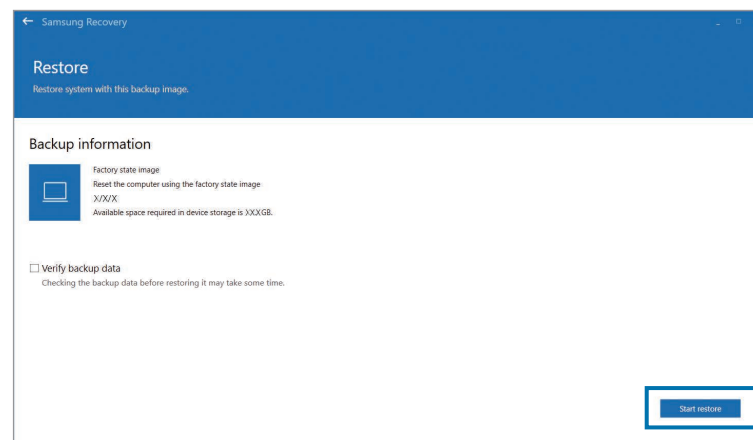 Samsung Recovery
Restore
Restore system with this backup image.
Backup information
Factory state image
Reset the computer using the factory state image
X/X/X
Available space required in device storage is XXXGB.
Verify backup data
Checking the backup data before restoring it may take some time.
Start restore